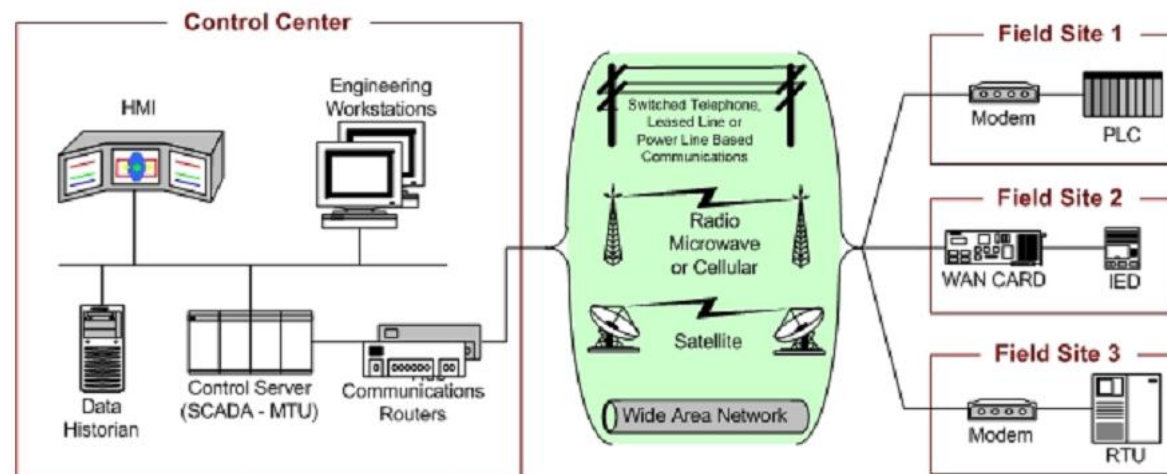 Control Center
HMI
Engineering
Workstations
Data
Historian
Control Server
(SCADA - MTU)
Communications
Routers
Switched Telephone,
Leased Line or
Power Line Based
Communications
Radio
Microwave
or Cellular
Satellite
Wide Area Network
Field Site 1
Modem
PLC
Field Site 2
WAN CARD
IED
Field Site 3
Modem
RTU